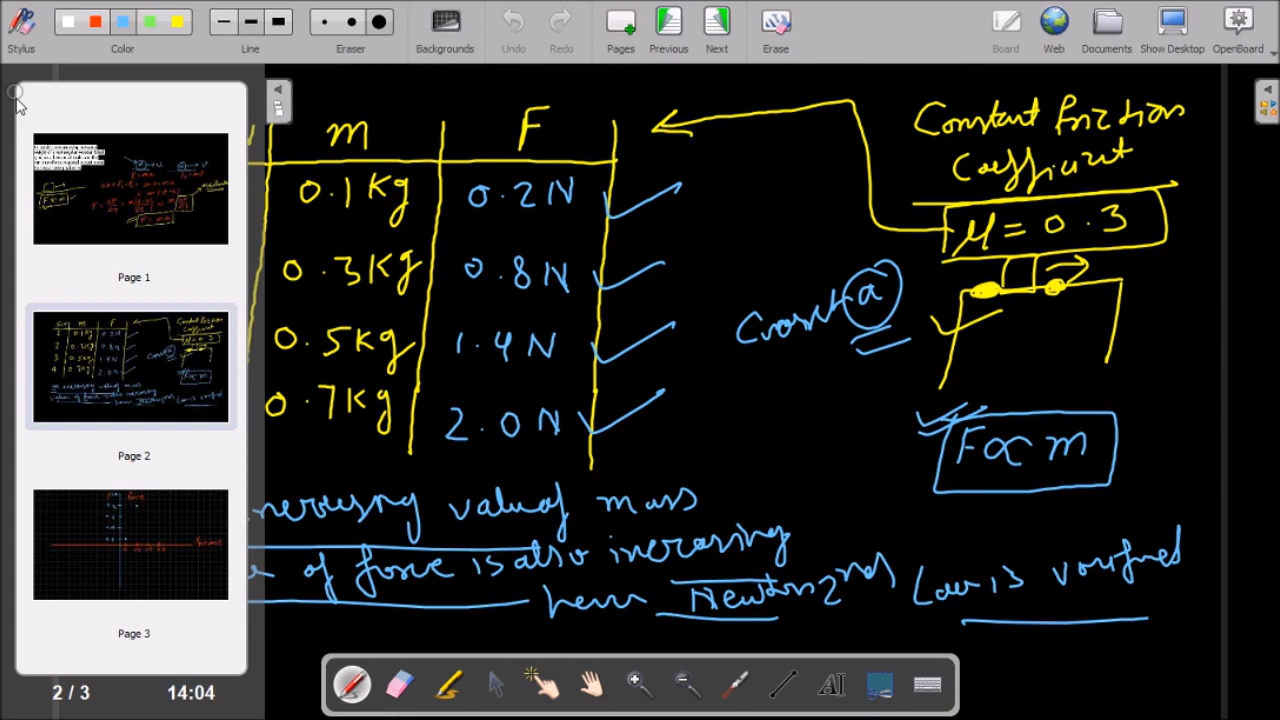 Stylus
Color
Line
Eraser
Backgrounds
Undo
Redo
Pages
Previous
Next
Erase
Board
Web
Documents
Show Desktop
OpenBoard
Page 1
Page 2
Page 3
2 / 3
14:04
m F
0.1 Kg 0.2 N
0.3 Kg 0.8 N
0.5 Kg 1.4 N
0.7 Kg 2.0 N
Constant friction
Coefficient
μ = 0.3
Const a
F ∝ m
value of mass
of force is also increasing
Newtons 2nd Law is verified
AI